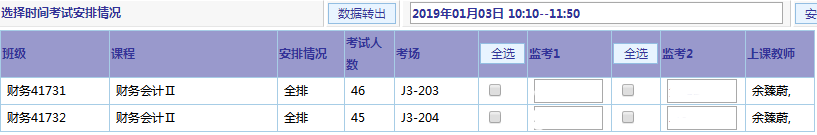 选择时间考试安排情况 数据转出 2019年01月03日 10:10--11:50 安
班级 课程 安排情况 考试人数 考场 全选 监考1 全选 监考2 上课教师
财务41731 财务会计Ⅱ 全排 46 J3-203 余臻蔚,
财务41732 财务会计Ⅱ 全排 45 J3-204 余臻蔚,